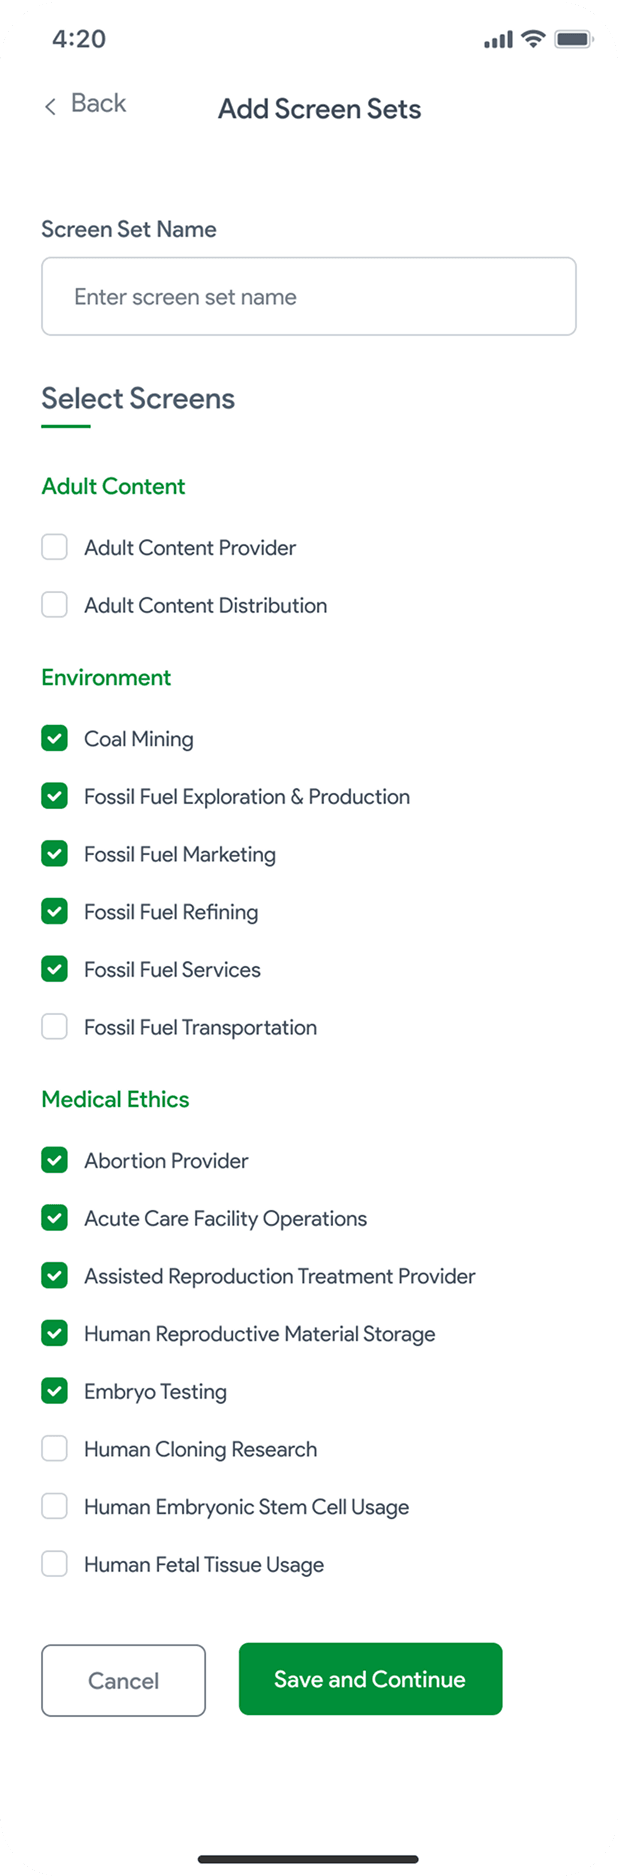 4:20
Back
Add Screen Sets
Screen Set Name
Enter screen set name
Select Screens
Adult Content
Adult Content Provider
Adult Content Distribution
Environment
Coal Mining
Fossil Fuel Exploration & Production
Fossil Fuel Marketing
Fossil Fuel Refining
Fossil Fuel Services
Fossil Fuel Transportation
Medical Ethics
Abortion Provider
Acute Care Facility Operations
Assisted Reproduction Treatment Provider
Human Reproductive Material Storage
Embryo Testing
Human Cloning Research
Human Embryonic Stem Cell Usage
Human Fetal Tissue Usage
Cancel
Save and Continue